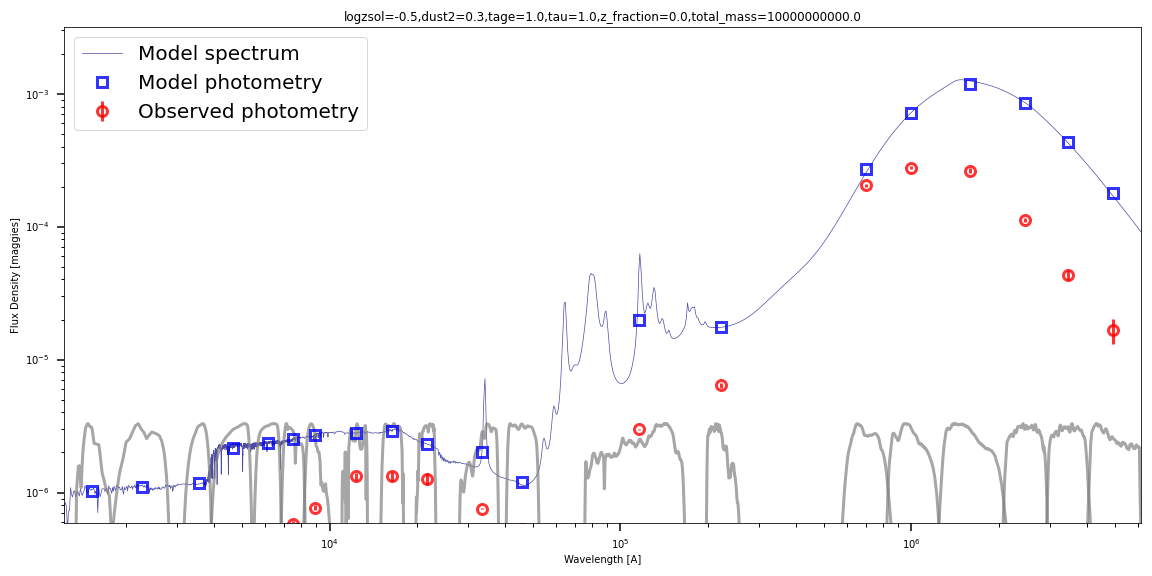 logzsol=-0.5,dust2=0.3,tage=1.0,tau=1.0,z_fraction=0.0,total_mass=10000000000.0
Model spectrum
Model photometry
Observed photometry
Flux Density [maggies]
10⁻³
10⁻⁴
10⁻⁵
10⁻⁶
10⁴
10⁵
10⁶
Wavelength [A]